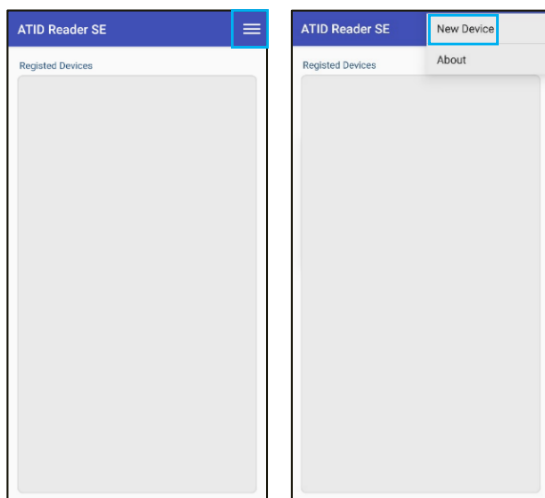 ATID Reader SE
Registed Devices
ATID Reader SE
New Device
About
Registed Devices